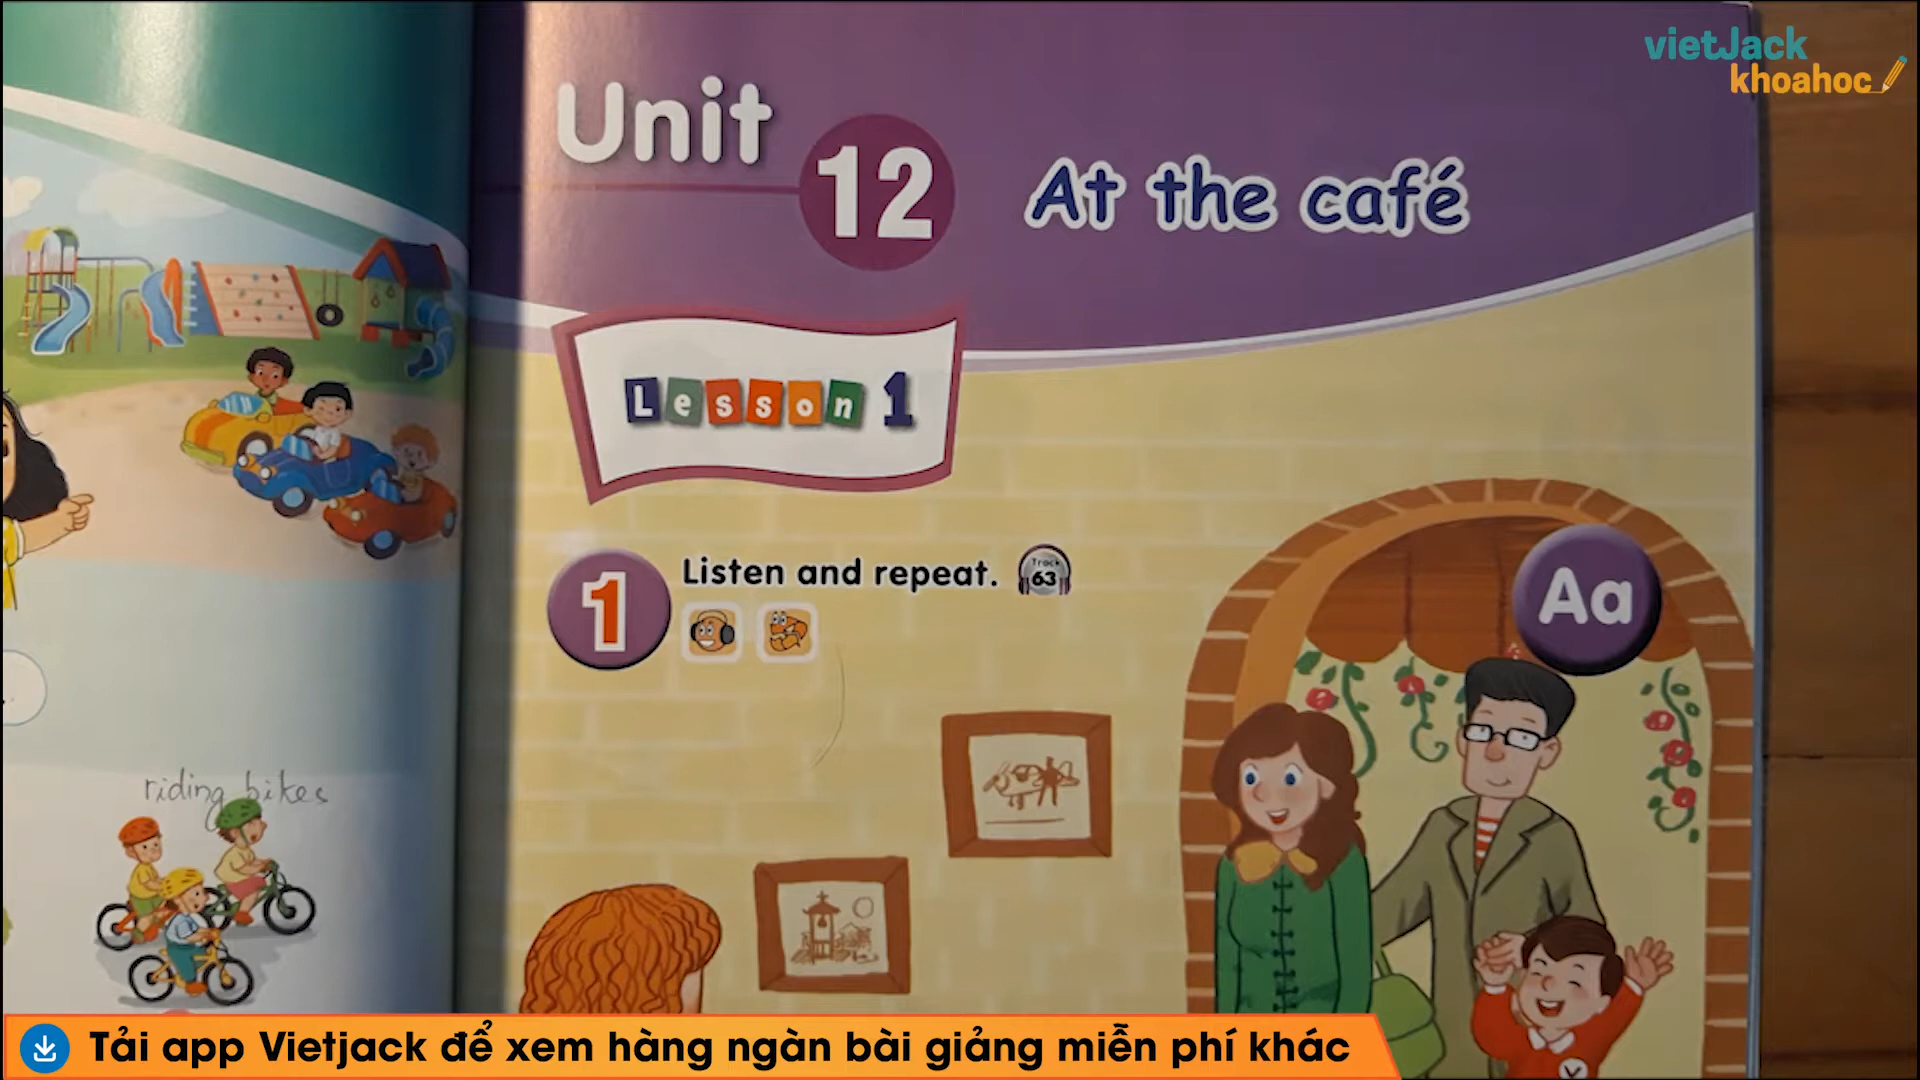 vietJack
khoahoc
Unit 12 At the café
Lesson 1
1 Listen and repeat. Track 63
Aa
riding bikes
Tải app Vietjack để xem hàng ngàn bài giảng miễn phí khác